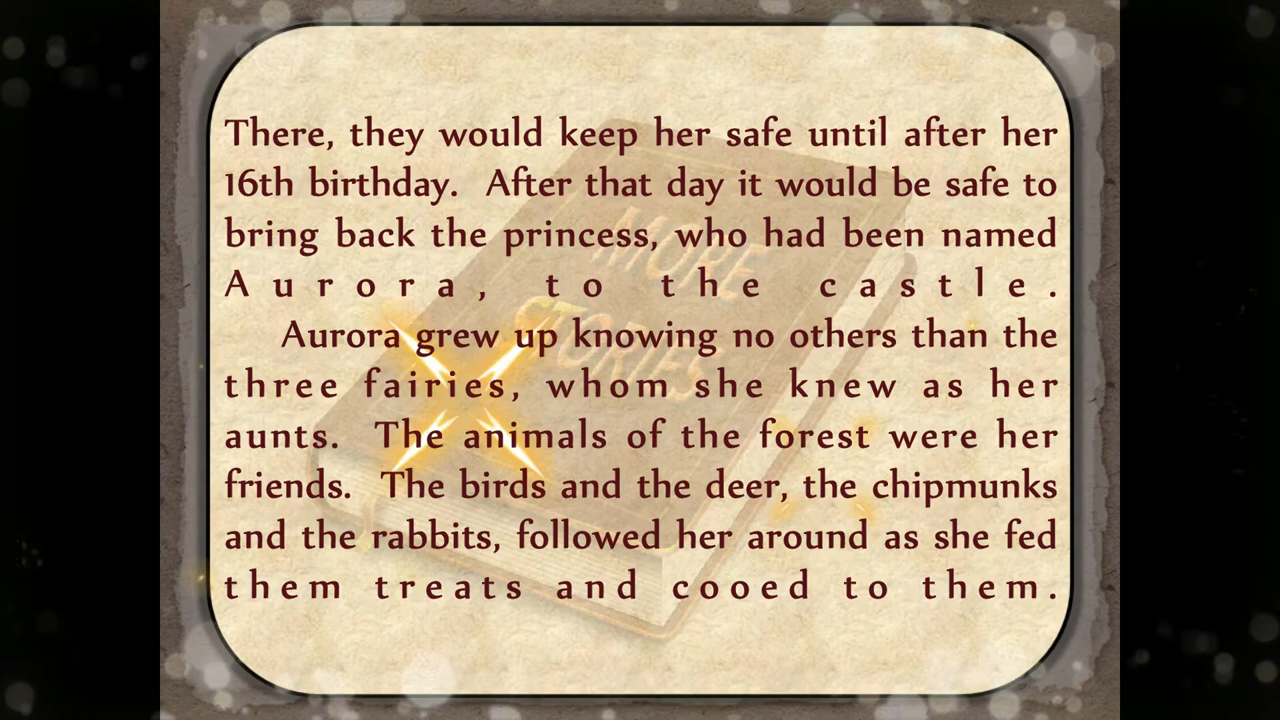 There, they would keep her safe until after her
16th birthday.  After that day it would be safe to
bring back the princess, who had been named
Aurora, to the castle.
Aurora grew up knowing no others than the
three fairies, whom she knew as her
aunts.  The animals of the forest were her
friends.  The birds and the deer, the chipmunks
and the rabbits, followed her around as she fed
them treats and cooed to them.
MORE
STORIES